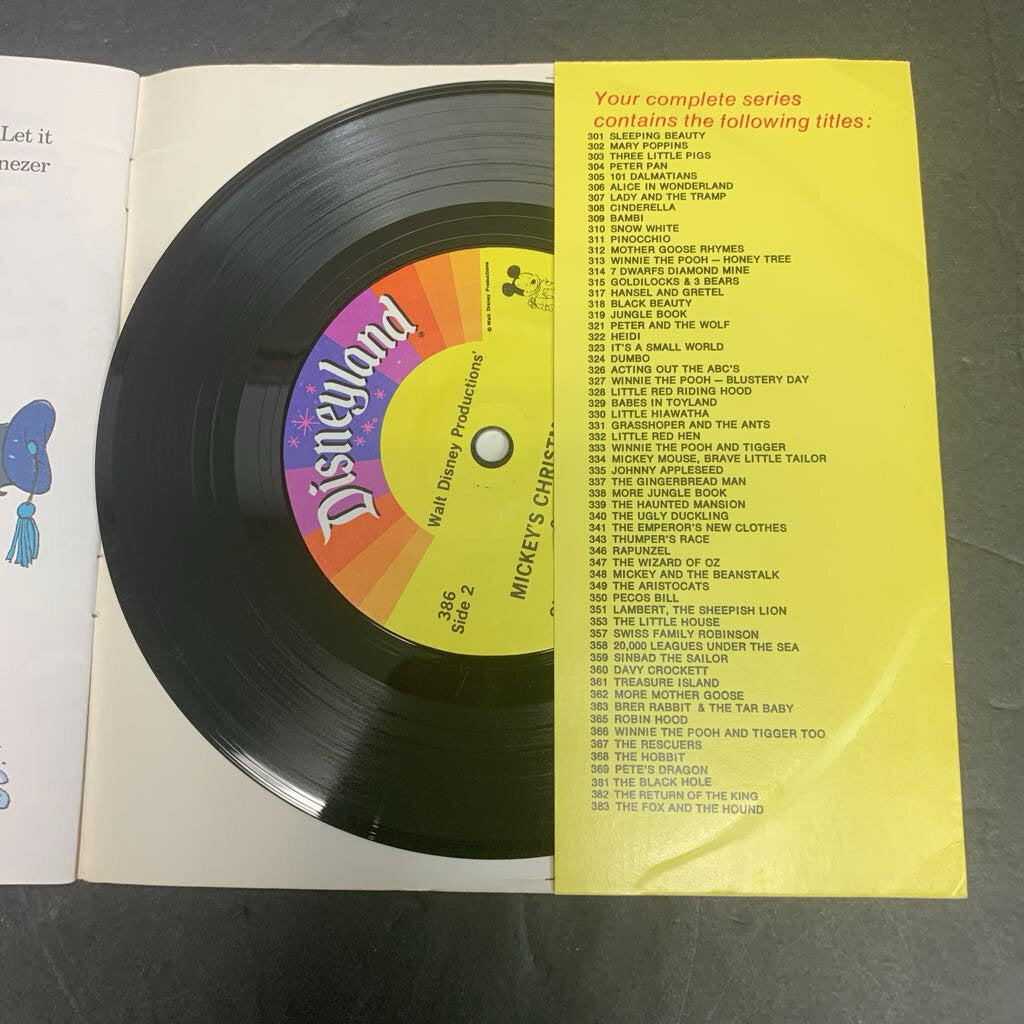 Let it
nezer
Disneyland®
© Walt Disney Productions
Walt Disney Productions'
MICKEY'S CHRISTM
386
Side 2
Your complete series
contains the following titles:
301 SLEEPING BEAUTY
302 MARY POPPINS
303 THREE LITTLE PIGS
304 PETER PAN
305 101 DALMATIANS
306 ALICE IN WONDERLAND
307 LADY AND THE TRAMP
308 CINDERELLA
309 BAMBI
310 SNOW WHITE
311 PINOCCHIO
312 MOTHER GOOSE RHYMES
313 WINNIE THE POOH — HONEY TREE
314 7 DWARFS DIAMOND MINE
315 GOLDILOCKS & 3 BEARS
317 HANSEL AND GRETEL
318 BLACK BEAUTY
319 JUNGLE BOOK
321 PETER AND THE WOLF
322 HEIDI
323 IT'S A SMALL WORLD
324 DUMBO
326 ACTING OUT THE ABC'S
327 WINNIE THE POOH — BLUSTERY DAY
328 LITTLE RED RIDING HOOD
329 BABES IN TOYLAND
330 LITTLE HIAWATHA
331 GRASSHOPER AND THE ANTS
332 LITTLE RED HEN
333 WINNIE THE POOH AND TIGGER
334 MICKEY MOUSE, BRAVE LITTLE TAILOR
335 JOHNNY APPLESEED
337 THE GINGERBREAD MAN
338 MORE JUNGLE BOOK
339 THE HAUNTED MANSION
340 THE UGLY DUCKLING
341 THE EMPEROR'S NEW CLOTHES
343 THUMPER'S RACE
346 RAPUNZEL
347 THE WIZARD OF OZ
348 MICKEY AND THE BEANSTALK
349 THE ARISTOCATS
350 PECOS BILL
351 LAMBERT, THE SHEEPISH LION
353 THE LITTLE HOUSE
357 SWISS FAMILY ROBINSON
358 20,000 LEAGUES UNDER THE SEA
359 SINBAD THE SAILOR
360 DAVY CROCKETT
361 TREASURE ISLAND
362 MORE MOTHER GOOSE
363 BRER RABBIT & THE TAR BABY
365 ROBIN HOOD
366 WINNIE THE POOH AND TIGGER TOO
367 THE RESCUERS
368 THE HOBBIT
369 PETE'S DRAGON
381 THE BLACK HOLE
382 THE RETURN OF THE KING
383 THE FOX AND THE HOUND